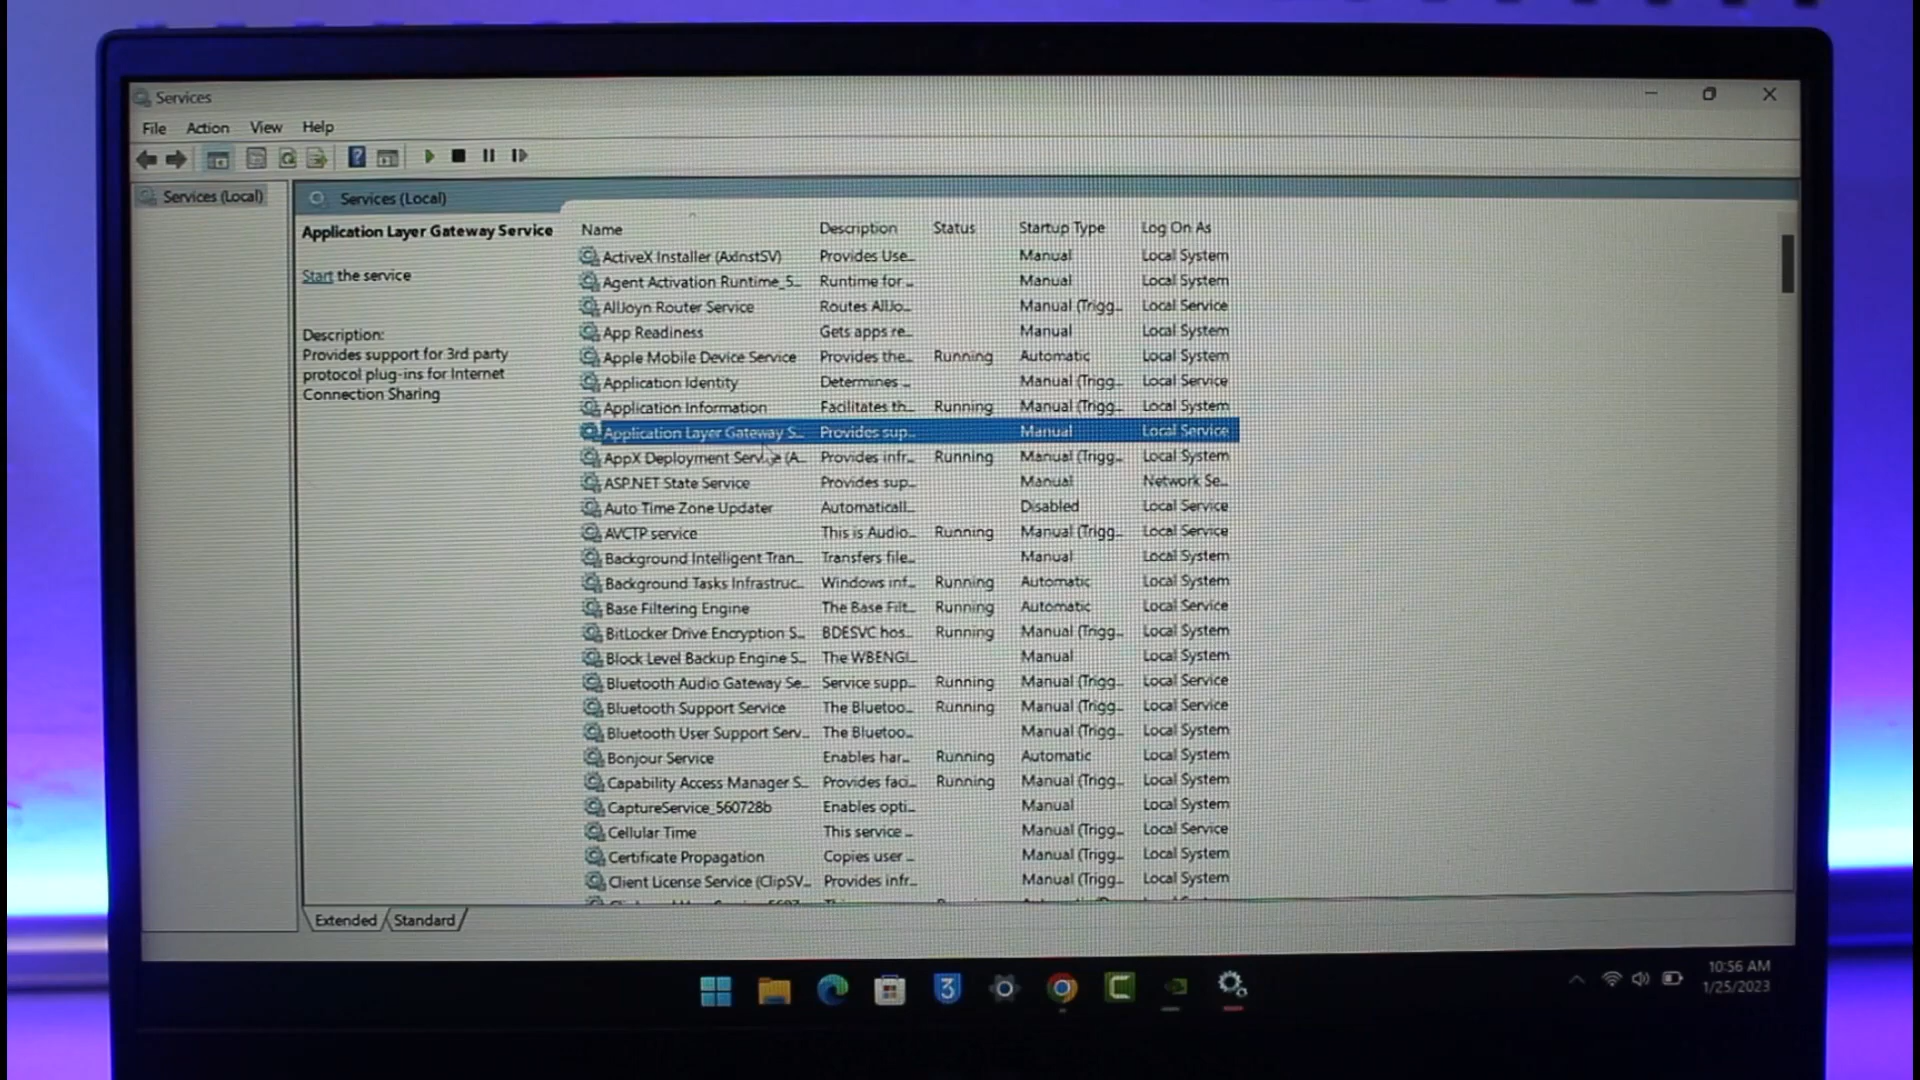 Services
File Action View Help
Services (Local)
Services (Local)
Application Layer Gateway Service
Start the service
Description:
Provides support for 3rd party
protocol plug-ins for Internet
Connection Sharing
Name Description Status Startup Type Log On As
ActiveX Installer (AxInstSV) Provides Use... Manual Local System
Agent Activation Runtime_5... Runtime for ... Manual Local System
AllJoyn Router Service Routes AllJo... Manual (Trigg... Local Service
App Readiness Gets apps re... Manual Local System
Apple Mobile Device Service Provides the... Running Automatic Local System
Application Identity Determines ... Manual (Trigg... Local Service
Application Information Facilitates th... Running Manual (Trigg... Local System
Application Layer Gateway S... Provides sup... Manual Local Service
AppX Deployment Service (A... Provides infr... Running Manual (Trigg... Local System
ASP.NET State Service Provides sup... Manual Network Se...
Auto Time Zone Updater Automaticall... Disabled Local Service
AVCTP service This is Audio... Running Manual (Trigg... Local Service
Background Intelligent Tran... Transfers file... Manual Local System
Background Tasks Infrastruc... Windows inf... Running Automatic Local System
Base Filtering Engine The Base Filt... Running Automatic Local Service
BitLocker Drive Encryption S... BDESVC hos... Running Manual (Trigg... Local System
Block Level Backup Engine S... The WBENGI... Manual Local System
Bluetooth Audio Gateway Se... Service supp... Running Manual (Trigg... Local Service
Bluetooth Support Service The Bluetoo... Running Manual (Trigg... Local Service
Bluetooth User Support Serv... The Bluetoo... Manual (Trigg... Local System
Bonjour Service Enables har... Running Automatic Local System
Capability Access Manager S... Provides faci... Running Manual (Trigg... Local System
CaptureService_560728b Enables opti... Manual Local System
Cellular Time This service ... Manual (Trigg... Local Service
Certificate Propagation Copies user ... Manual (Trigg... Local System
Client License Service (ClipSV... Provides infr... Manual (Trigg... Local System
Extended Standard
3
10:56 AM
1/25/2023